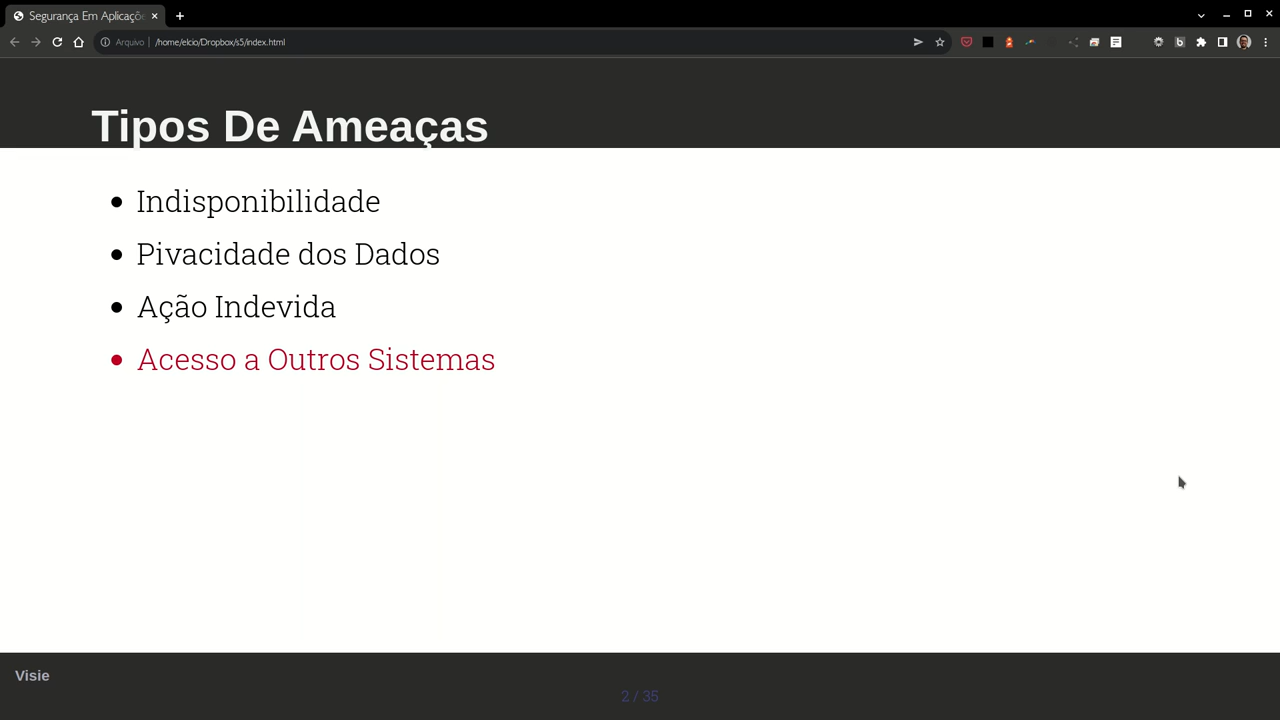 Segurança Em Aplicaçõe
Arquivo
/home/elcio/Dropbox/s5/index.html
Tipos De Ameaças
Indisponibilidade
Pivacidade dos Dados
Ação Indevida
Acesso a Outros Sistemas
Visie
2 / 35